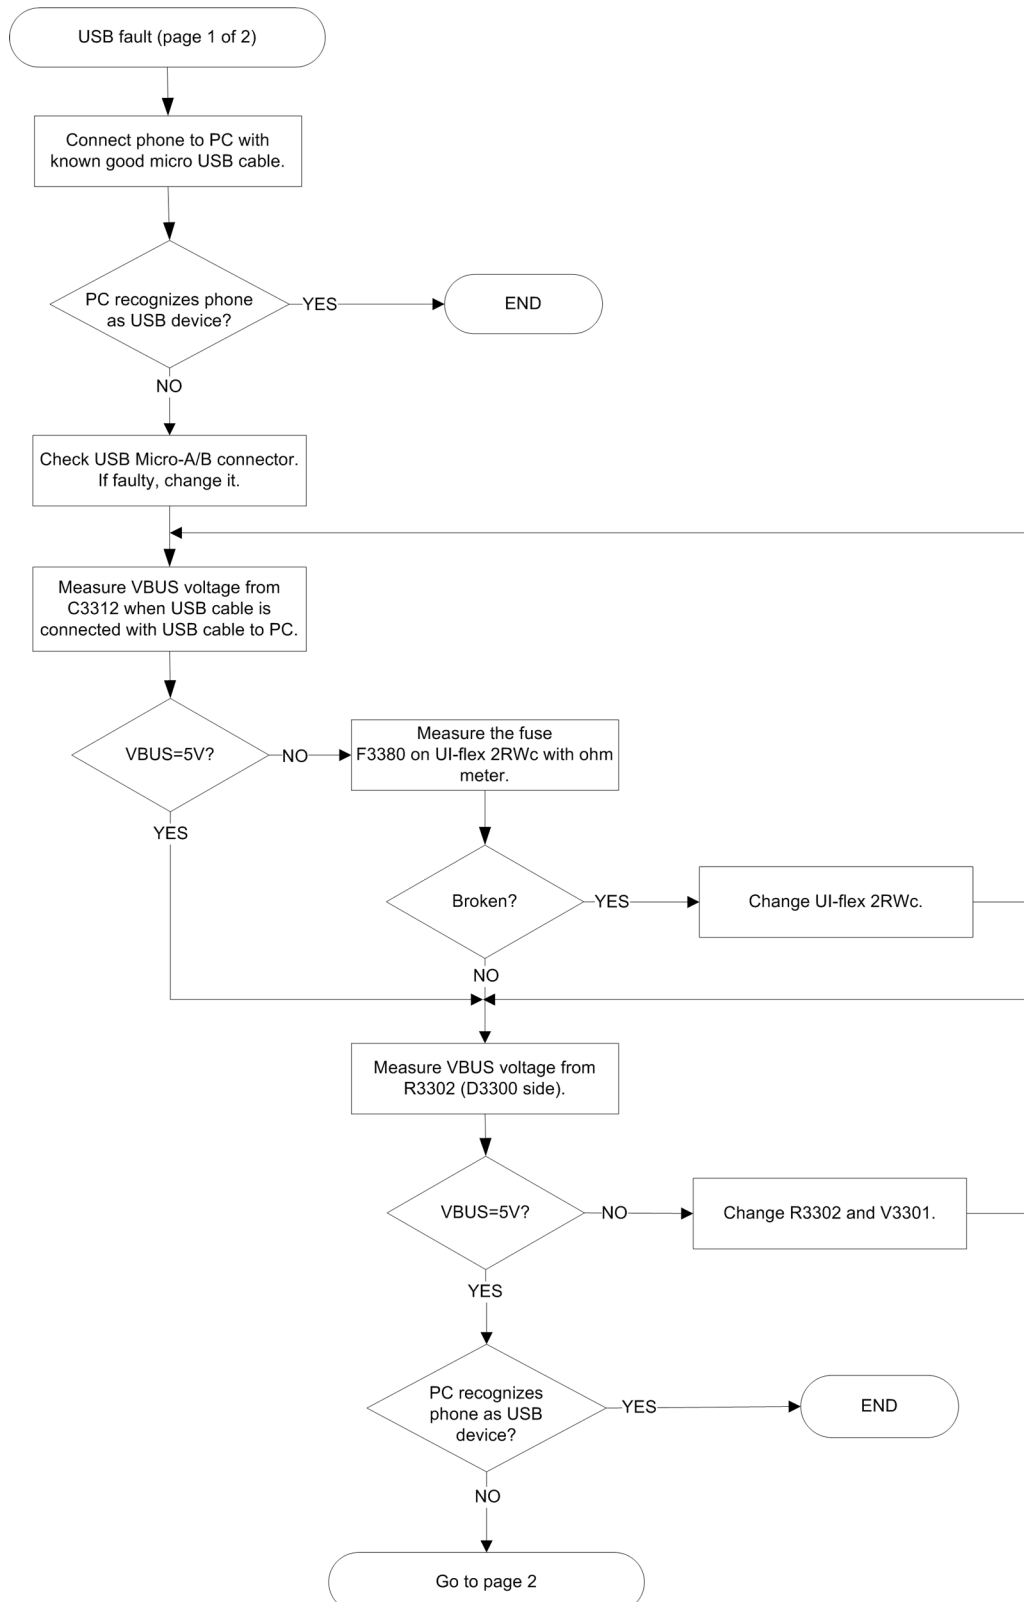 USB fault (page 1 of 2)
Connect phone to PC with
known good micro USB cable.
PC recognizes phone
as USB device?
YES
END
NO
Check USB Micro-A/B connector.
If faulty, change it.
Measure VBUS voltage from
C3312 when USB cable is
connected with USB cable to PC.
VBUS=5V?
NO
Measure the fuse
F3380 on UI-flex 2RWc with ohm
meter.
YES
Broken?
YES
Change UI-flex 2RWc.
NO
Measure VBUS voltage from
R3302 (D3300 side).
VBUS=5V?
NO
Change R3302 and V3301.
YES
PC recognizes
phone as USB
device?
YES
END
NO
Go to page 2